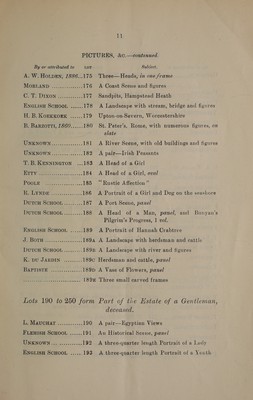 11
PICTURES, &c.—continued.
By or attributed to LOT Subject.
A. W. HOLDEN, 1890...175 Three—Heads, in one frame
MORLAND ...............176 A Coast Scene and figures
C. T. DIXON ............177 Sandpits, Hampstead Heath
ENGLISH SCHOOL ......178 A Landscape with stream, bridge and figures
H. B. KOEKKOEK ......179 Upton-on-Severn, Worcestershire
B. BARZOTTI, 1860......180 St. Peter's, Rome, with numerous figures, on
slate
UNKNOWN ...............181 A River Scene, with old buildings and figures
UNKNOWN ...............182 A pair—Irish Peasants
T. B. KENNINGTON ...183 A Head of a Girl
ETTY .....................184 A Head of a Girl, oval
POOLE ..................185 "Rustic Affection"
E. LYNDE ...............186 A Portrait of a Girl and Dog on the seashore
DUTCH SCHOOL.........187 A Port Scene, panel
DUTCH SCHOOL.........188 A Head of a Man, panel, and Bunyan's
Pilgrim's Progress, 1 vol.
ENGLISH SCHOOL ......189 A Portrait of Hannah Crabtree
J. BOTH ..................189A A Landscape with herdsman and cattle
DUTCH SCHOOL.........189B A Landscape with river and figures
K. DU JARDIN .........189C Herdsman and cattle, panel
BAPTISTE ...............189D A Vase of Flowers, panel
189E Three small carved frames
Lots 190 to 250 form Part of the Estate of a Gentleman,
deceased.
L. MAUCHAT ............190 A pair—Egyptian Views
FLEMISH SCHOOL ......191 An Historical Scene, panel
UNKNOWN ...............192 A three-quarter length Portrait of a Lady
ENGLISH SCHOOL ......193 A three-quarter length Portrait of a Youth